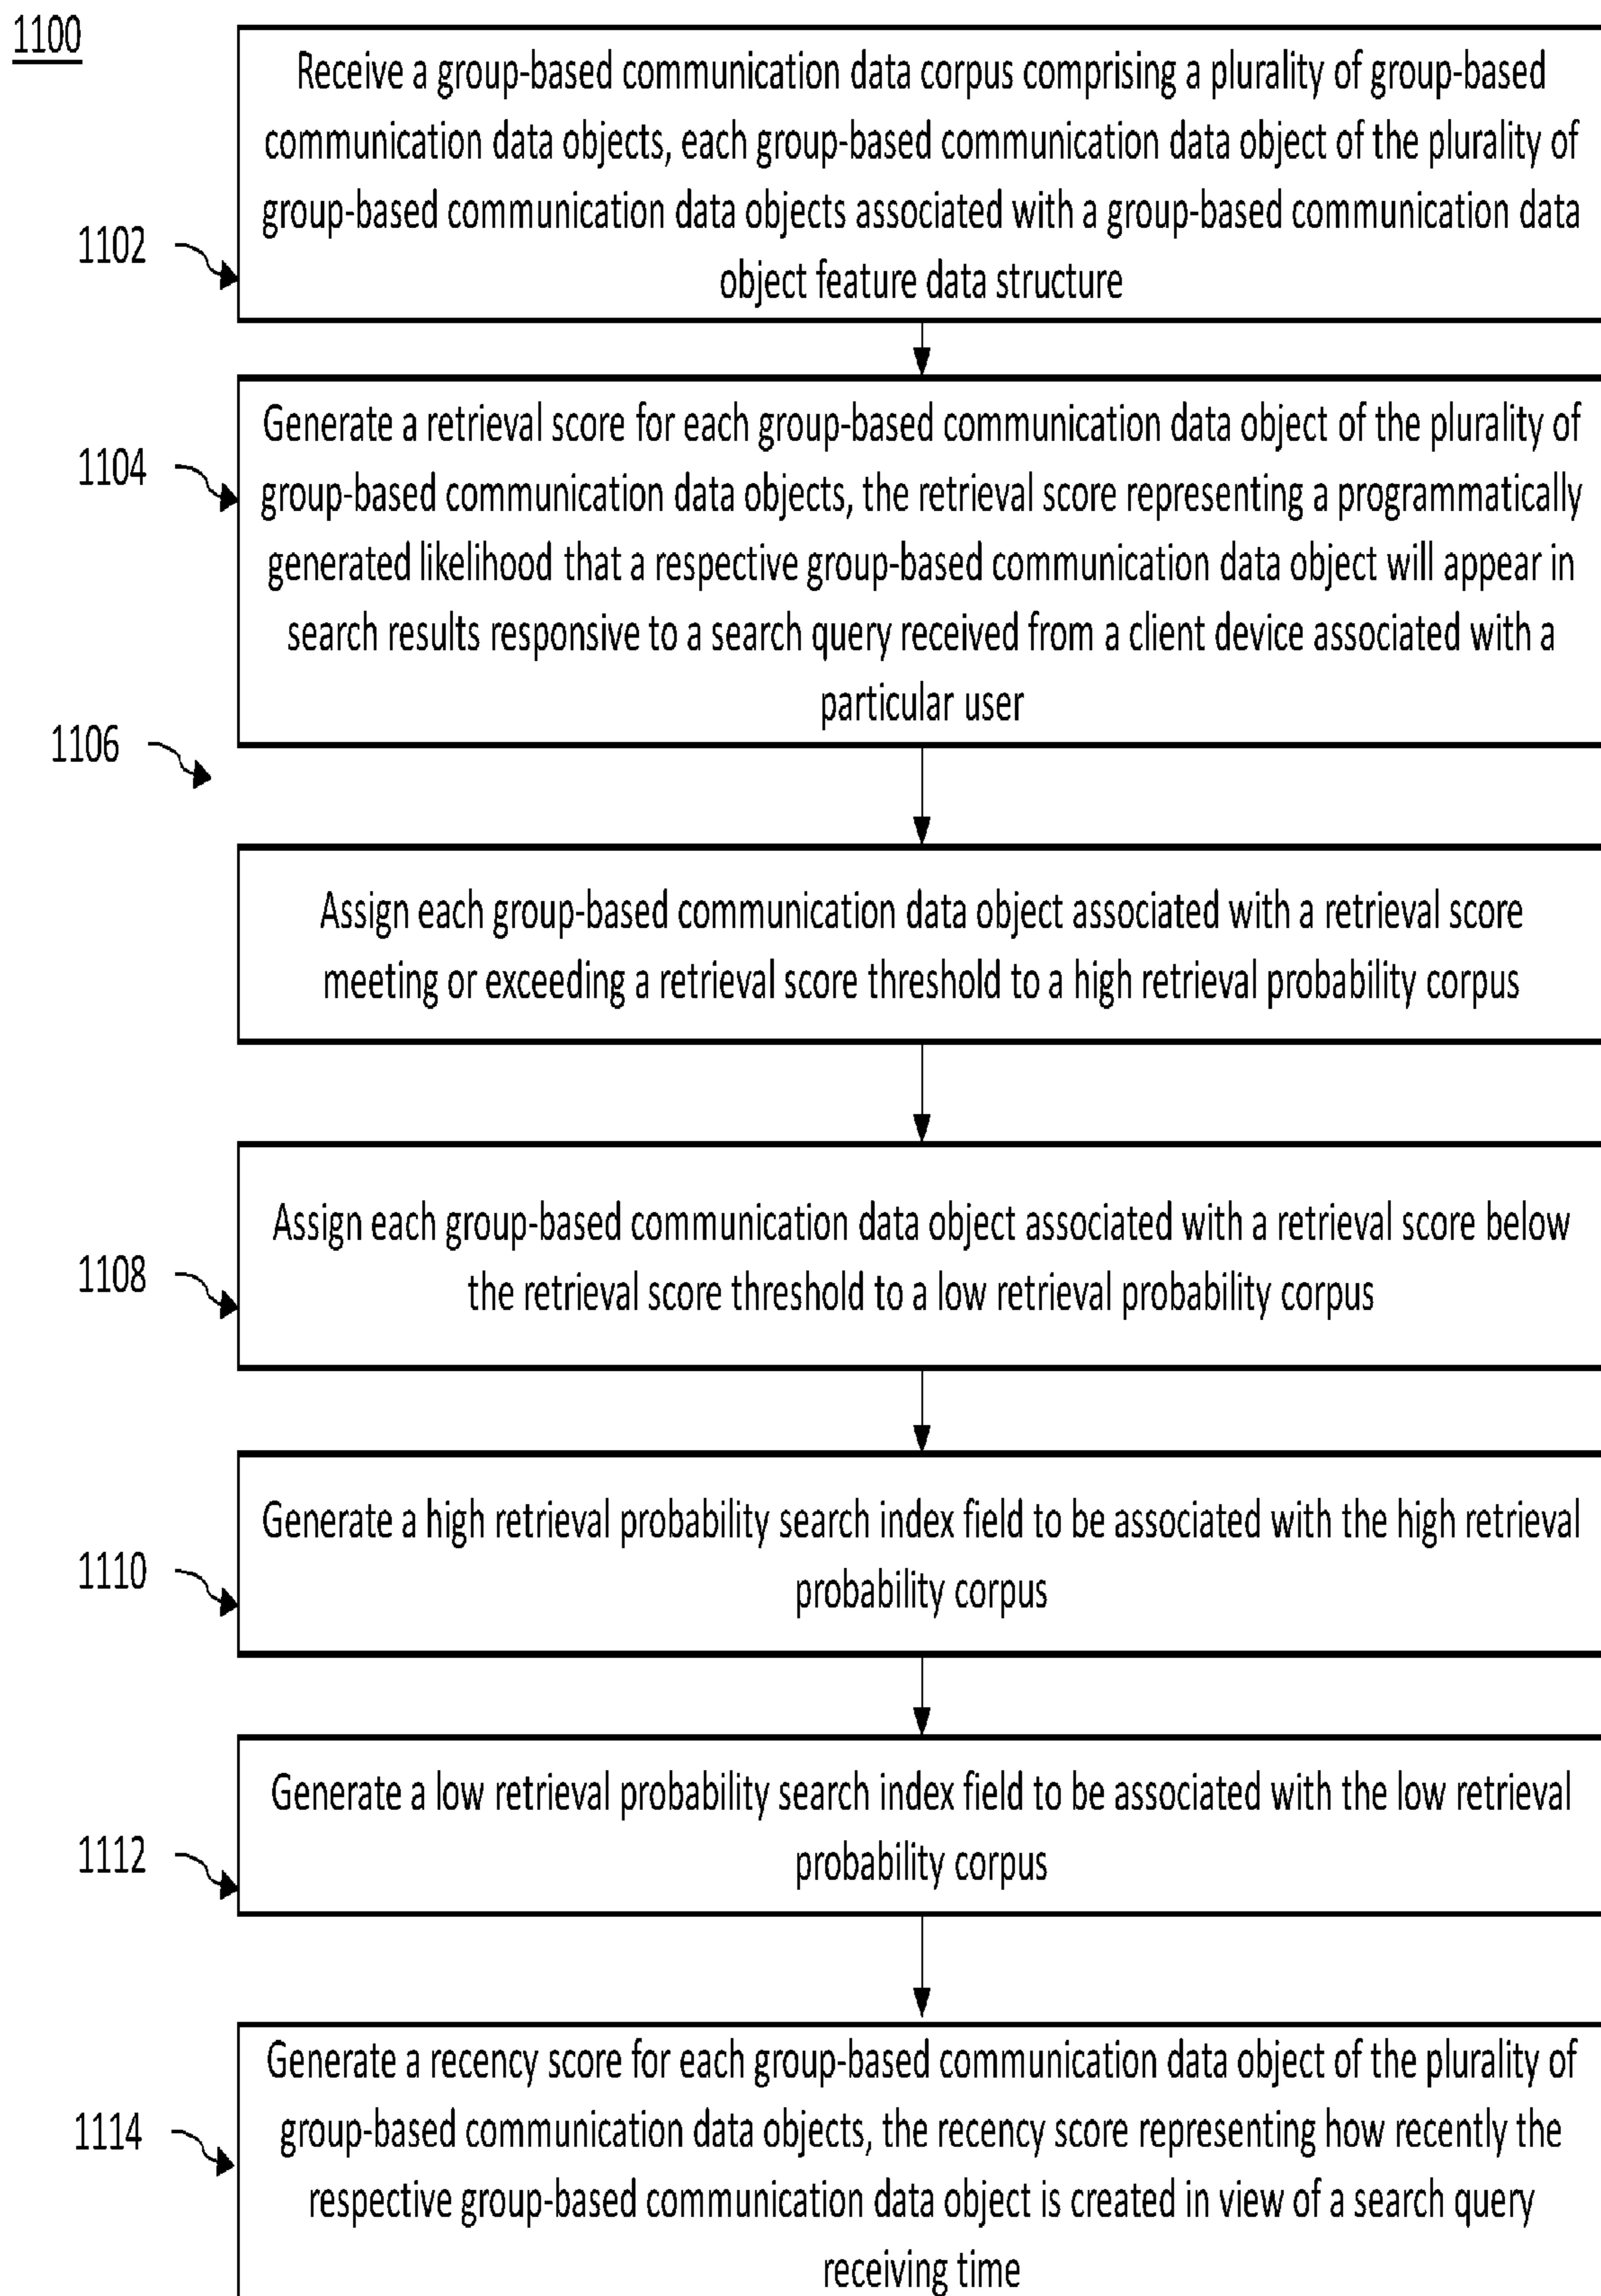 1100
Receive a group-based communication data corpus comprising a plurality of group-based
communication data objects, each group-based communication data object of the plurality of
group-based communication data objects associated with a group-based communication data
object feature data structure
1102
Generate a retrieval score for each group-based communication data object of the plurality of
group-based communication data objects, the retrieval score representing a programmatically
generated likelihood that a respective group-based communication data object will appear in
search results responsive to a search query received from a client device associated with a
particular user
1104
1106
Assign each group-based communication data object associated with a retrieval score
meeting or exceeding a retrieval score threshold to a high retrieval probability corpus
Assign each group-based communication data object associated with a retrieval score below
the retrieval score threshold to a low retrieval probability corpus
1108
Generate a high retrieval probability search index field to be associated with the high retrieval
probability corpus
1110
Generate a low retrieval probability search index field to be associated with the low retrieval
probability corpus
1112
Generate a recency score for each group-based communication data object of the plurality of
group-based communication data objects, the recency score representing how recently the
respective group-based communication data object is created in view of a search query
receiving time
1114